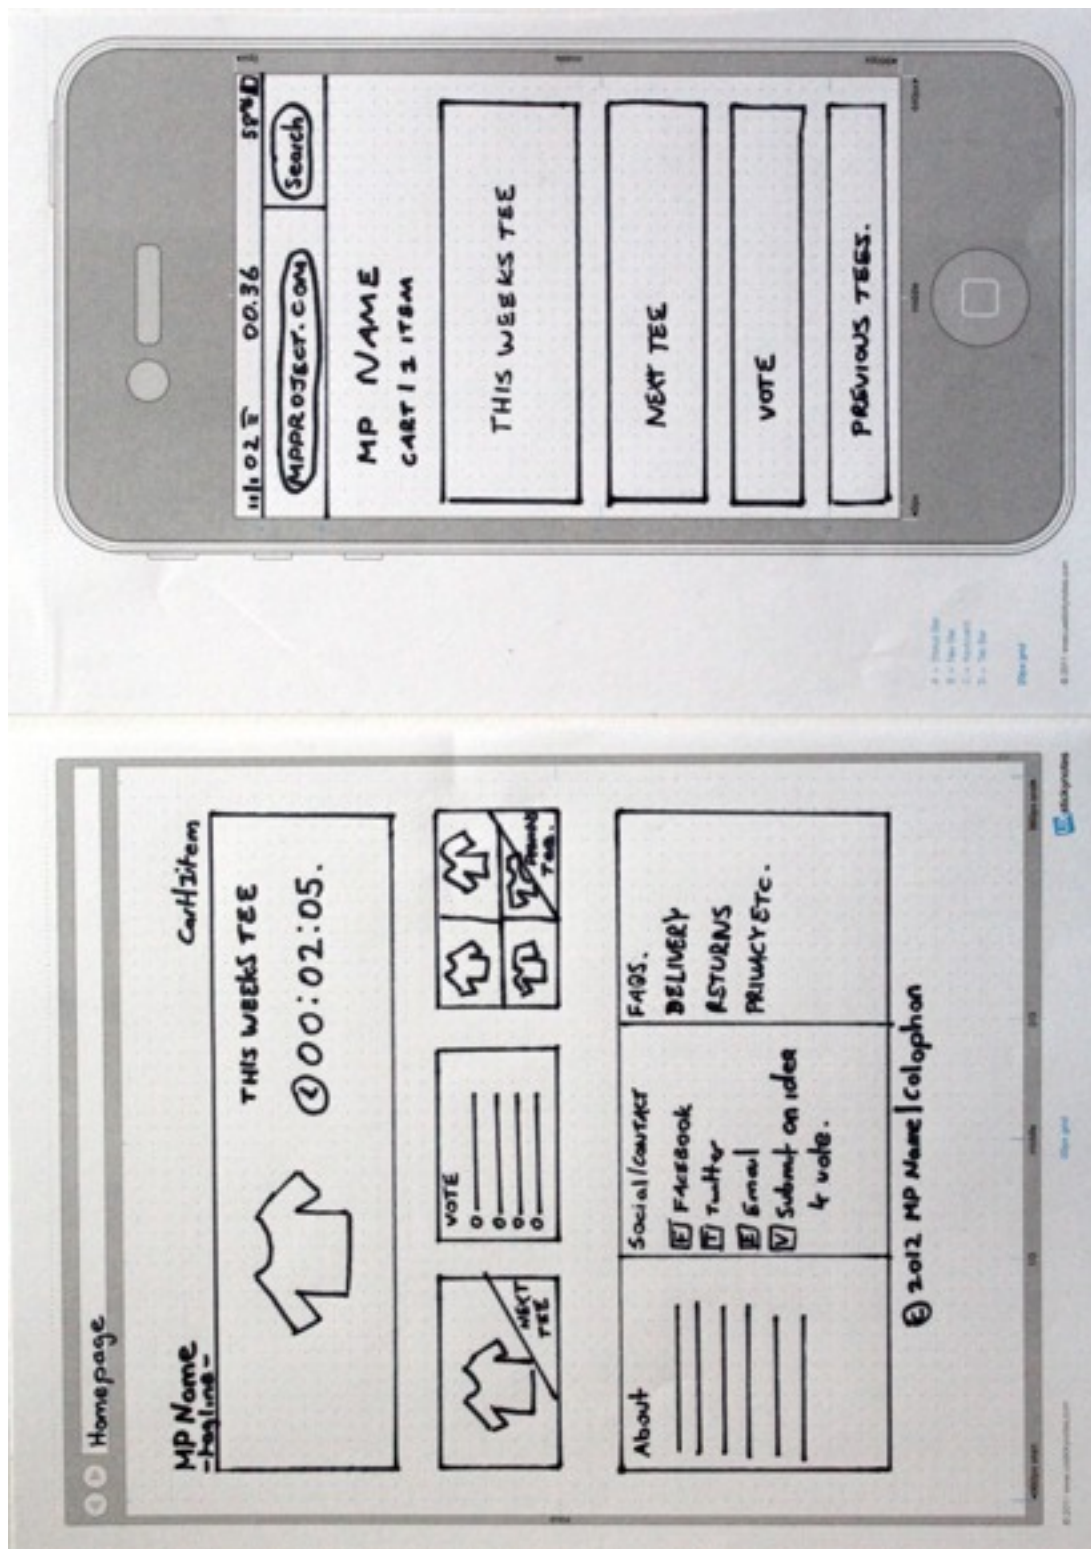 Homepage
MP Name
-tagline-
Cart|1item
THIS WEEKS TEE
00:02:05.
NEXT
TEE
VOTE
About
Social/CONTACT
F FACEBOOK
T Twitter
E Email
V Submit an idea
4 vote.
FAQS.
DELIVERY
RETURNS
PRIVACY ETC.
© 2012 MP Name | Colophon
02
00.36
MPPROJECT.COM
Search
MP NAME
CART | 1 ITEM
THIS WEEKS TEE
NEXT TEE
VOTE
PREVIOUS TEES.